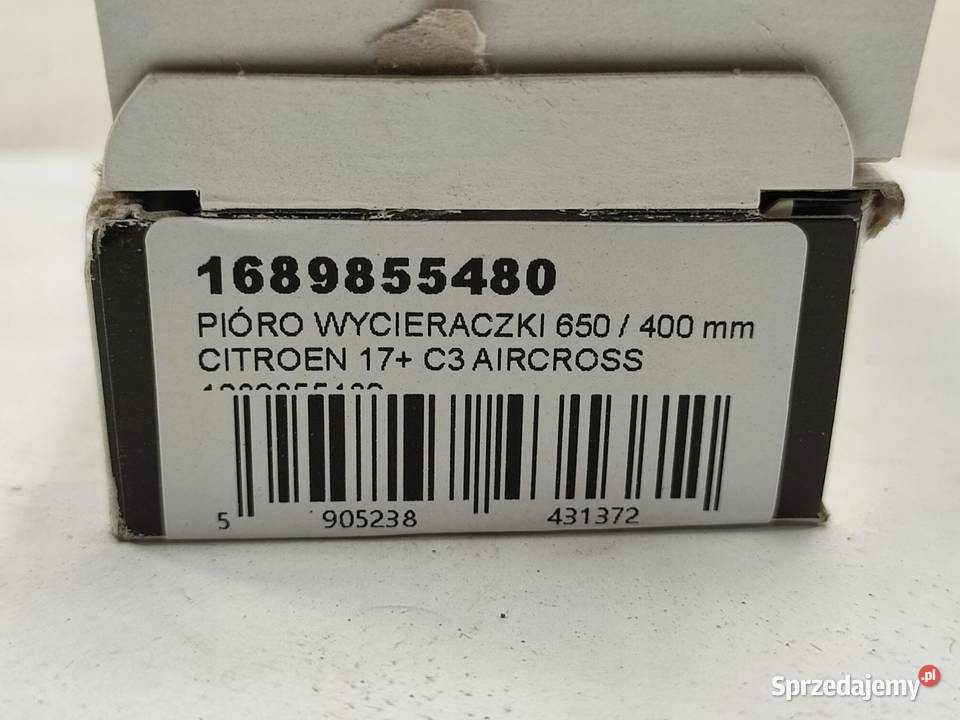 1689855480
PIÓRO WYCIERACZKI 650 / 400 mm
CITROEN 17+ C3 AIRCROSS
5 905238 431372
Sprzedajemy.pl